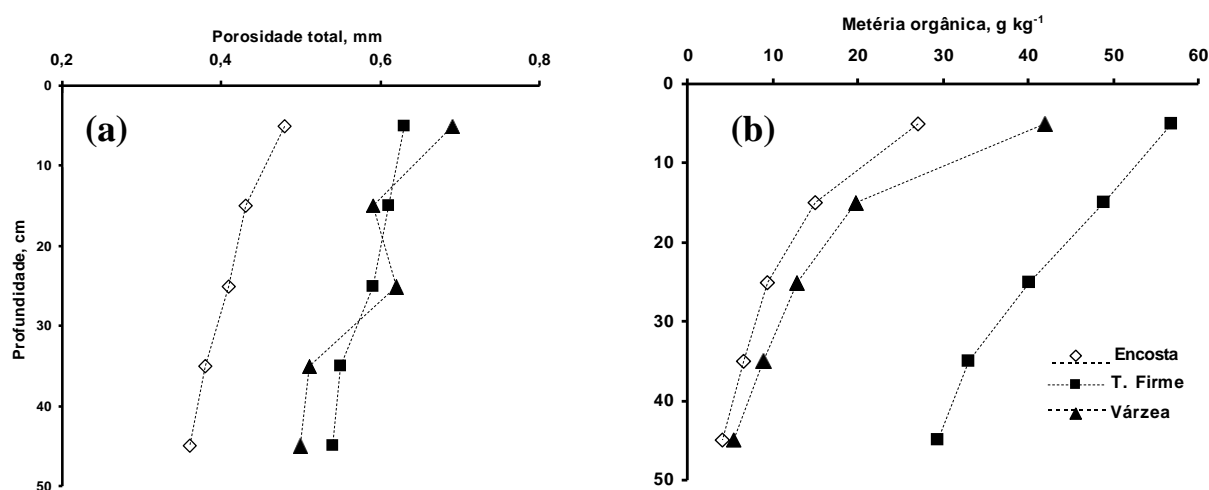 Porosidade total, mm
0,2 0,4 0,6 0,8
0
10
20
30
40
50
Profundidade, cm
(a)
Metéria orgânica, g kg⁻¹
0 10 20 30 40 50 60
0
10
20
30
40
50
(b)
Encosta
T. Firme
Várzea